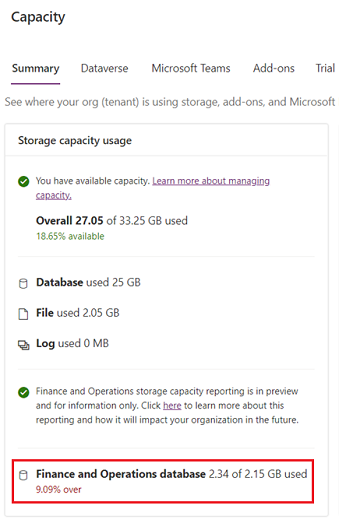 Capacity
Summary Dataverse Microsoft Teams Add-ons Trial
See where your org (tenant) is using storage, add-ons, and Microsoft
Storage capacity usage
You have available capacity. Learn more about managing
capacity.
Overall 27.05 of 33.25 GB used
18.65% available
Database used 25 GB
File used 2.05 GB
Log used 0 MB
Finance and Operations storage capacity reporting is in preview
and for information only. Click here to learn more about this
reporting and how it will impact your organization in the future.
Finance and Operations database 2.34 of 2.15 GB used
9.09% over